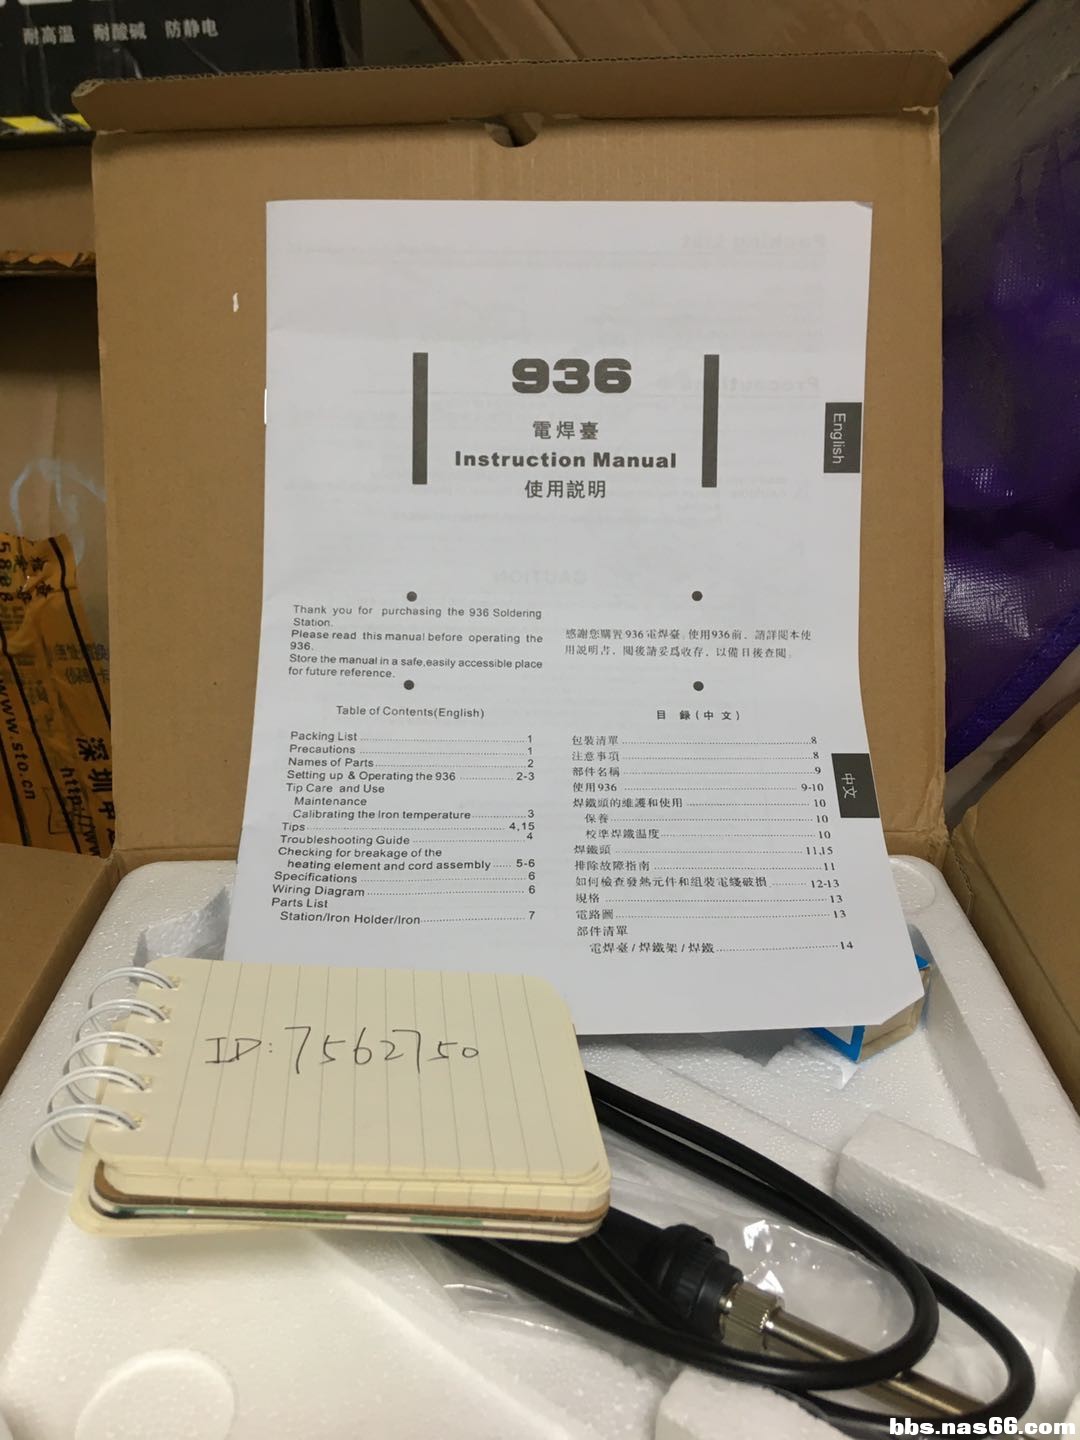 耐高温 耐酸碱 防静电
936
電焊臺
Instruction Manual
使用説明
English
Thank you for purchasing the 936 Soldering
Station.
Please read this manual before operating the
936.
Store the manual in a safe,easily accessible place
for future reference.
感謝您購買936電焊臺。使用936前，請詳閱本使
用説明書，閱後請妥爲收存，以備日後查閱。
Table of Contents(English)
Packing List 1
Precautions 1
Names of Parts 2
Setting up & Operating the 936 2-3
Tip Care and Use
Maintenance
Calibrating the Iron temperature 3
Tips 4,15
Troubleshooting Guide 4
Checking for breakage of the
heating element and cord assembly 5-6
Specifications 6
Wiring Diagram 6
Parts List
Station/Iron Holder/Iron 7
目 録(中 文)
包裝清單 8
注意事項 8
部件名稱 9
使用936 9-10
焊鐵頭的維護和使用 10
保養 10
校準焊鐵温度 10
焊鐵頭 11,15
排除故障指南 11
如何檢查發熱元件和組裝電綫破損 12-13
規格 13
電路圖 13
部件清單
電焊臺/焊鐵架/焊鐵 14
中文
www.sto.cn
深圳中
http://www
ID:7562750
bbs.nas66.com